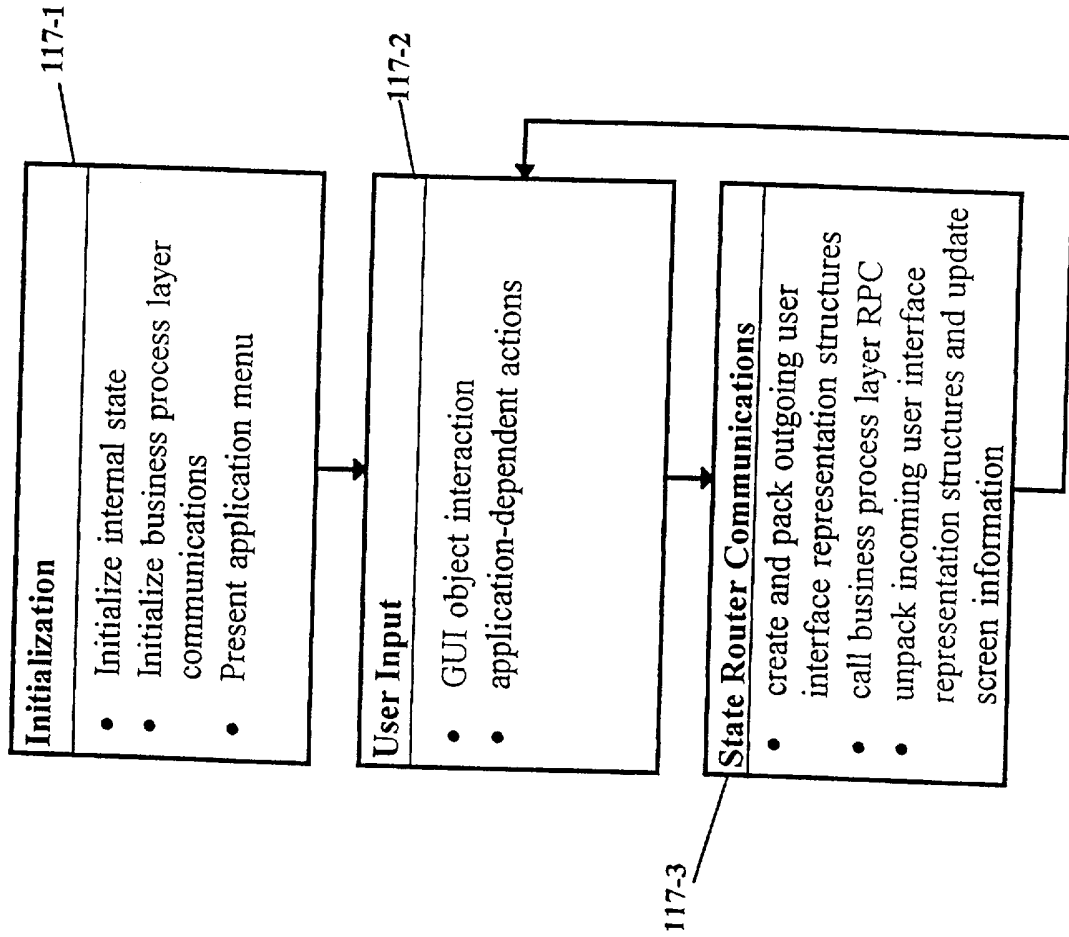 117-1
Initialization
• Initialize internal state
• Initialize business process layer
communications
• Present application menu
117-2
User Input
• GUI object interaction
• application-dependent actions
117-3
State Router Communications
• create and pack outgoing user
interface representation structures
• call business process layer RPC
• unpack incoming user interface
representation structures and update
screen information